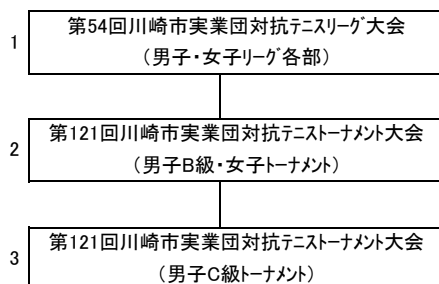 1
第54回川崎市実業団対抗テニスリーグ大会
(男子・女子リーグ各部)
2
第121回川崎市実業団対抗テニストーナメント大会
(男子B級・女子トーナメント)
3
第121回川崎市実業団対抗テニストーナメント大会
(男子C級トーナメント)